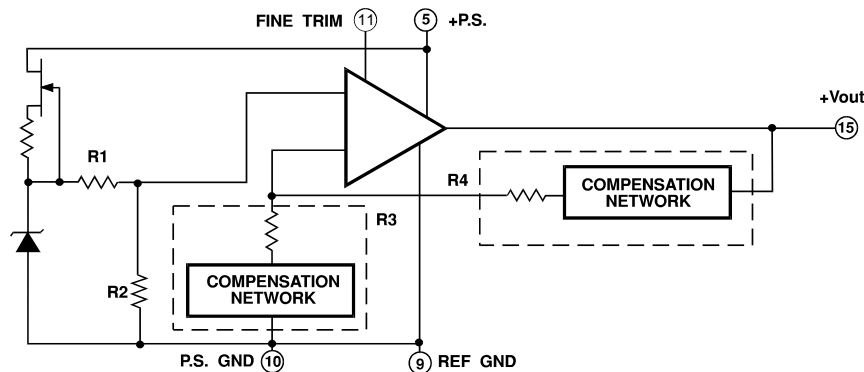 FINE TRIM 11
5 +P.S.
+Vout
15
R1
R4
COMPENSATION
NETWORK
R3
R2
COMPENSATION
NETWORK
P.S. GND 10
9 REF GND